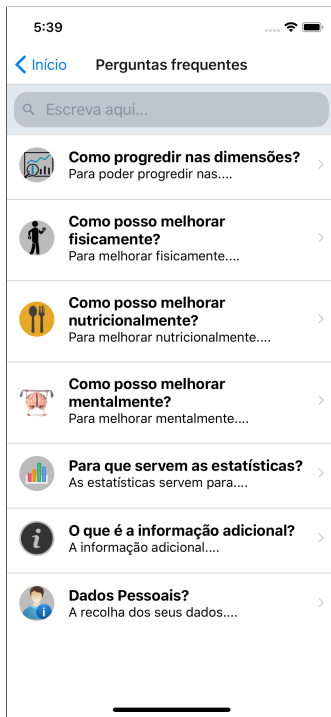 5:39
Início
Perguntas frequentes
Escreva aqui...
Como progredir nas dimensões?
Para poder progredir nas....
Como posso melhorar
fisicamente?
Para melhorar fisicamente....
Como posso melhorar
nutricionalmente?
Para melhorar nutricionalmente....
Como posso melhorar
mentalmente?
Para melhorar mentalmente....
Para que servem as estatísticas?
As estatísticas servem para....
O que é a informação adicional?
A informação adicional....
Dados Pessoais?
A recolha dos seus dados....